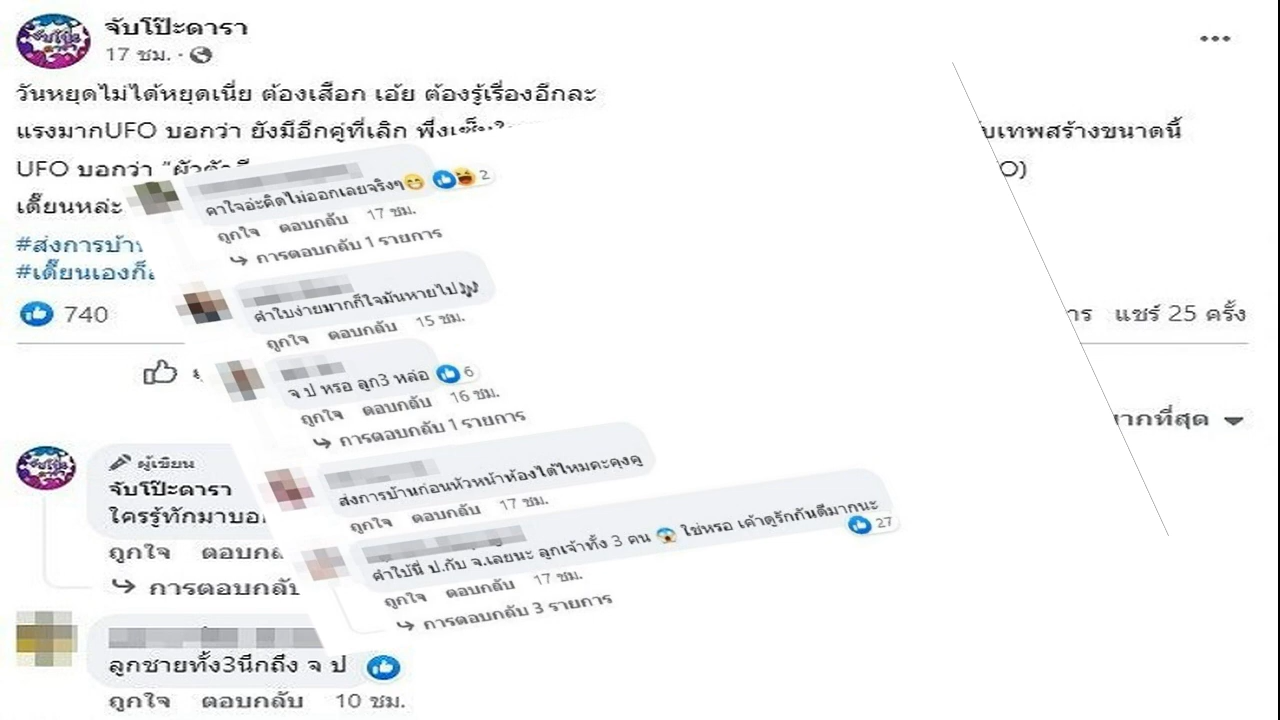 จับโป๊ะดารา
17 ชม.
วันหยุดไม่ได้หยุดเนี่ย ต้องเสือก เอ้ย ต้องรู้เรื่องอีกละ
แรงมากUFO บอกว่า ยังมีอีกคู่ที่เลิก
บเทพสร้างขนาดนี้
UFO บอกว่า "ผัว
O)
เตี๊ยนหล่ะ
#ส่งการบ้า
#เตี๊ยนเองก็
740
แชร์ 25 ครั้ง
ากที่สุด
คาใจอ่ะคิดไม่ออกเลยจริงๆ😁 2
ถูกใจ ตอบกลับ 17 ชม.
การตอบกลับ 1 รายการ
คำใบง่ายมากก็ใจมันหายไป🎶
ถูกใจ ตอบกลับ 15 ชม.
จ ป หรอ ลูก3 หล่อ 6
ถูกใจ ตอบกลับ 16 ชม.
การตอบกลับ 1 รายการ
ส่งการบ้านก่อนหัวหน้าห้องได้ไหมคะคุงคุ
ถูกใจ ตอบกลับ 17 ชม.
คำใบ้นี่ ป.กับ จ.เลยนะ ลูกเจ้าทั้ง 3 คน 😱 ใช่หรอ เค้าดูรักกันดีมากนะ
27
ถูกใจ ตอบกลับ 17 ชม.
การตอบกลับ 3 รายการ
ผู้เขียน
จับโป๊ะดารา
ใครรู้ทักมาบอ
ถูกใจ ตอบกล
การตอบกลับ
ลูกชายทั้ง3นึกถึง จ ป
ถูกใจ ตอบกลับ 10 ชม.